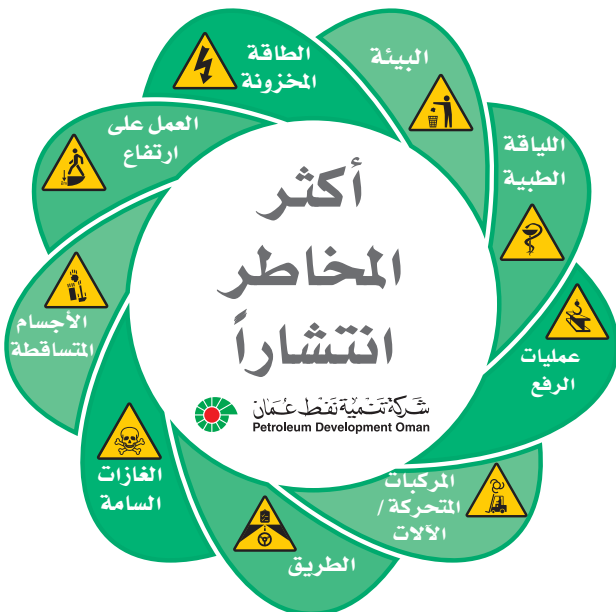 أكثر
المخاطر
انتشاراً
شركة تنمية نفط عمان
Petroleum Development Oman
البيئة
اللياقة
الطبية
عمليات
الرفع
المركبات
المتحركة /
الآلات
الطريق
الغازات
السامة
الأجسام
المتساقطة
العمل على
ارتفاع
الطاقة
المخزونة